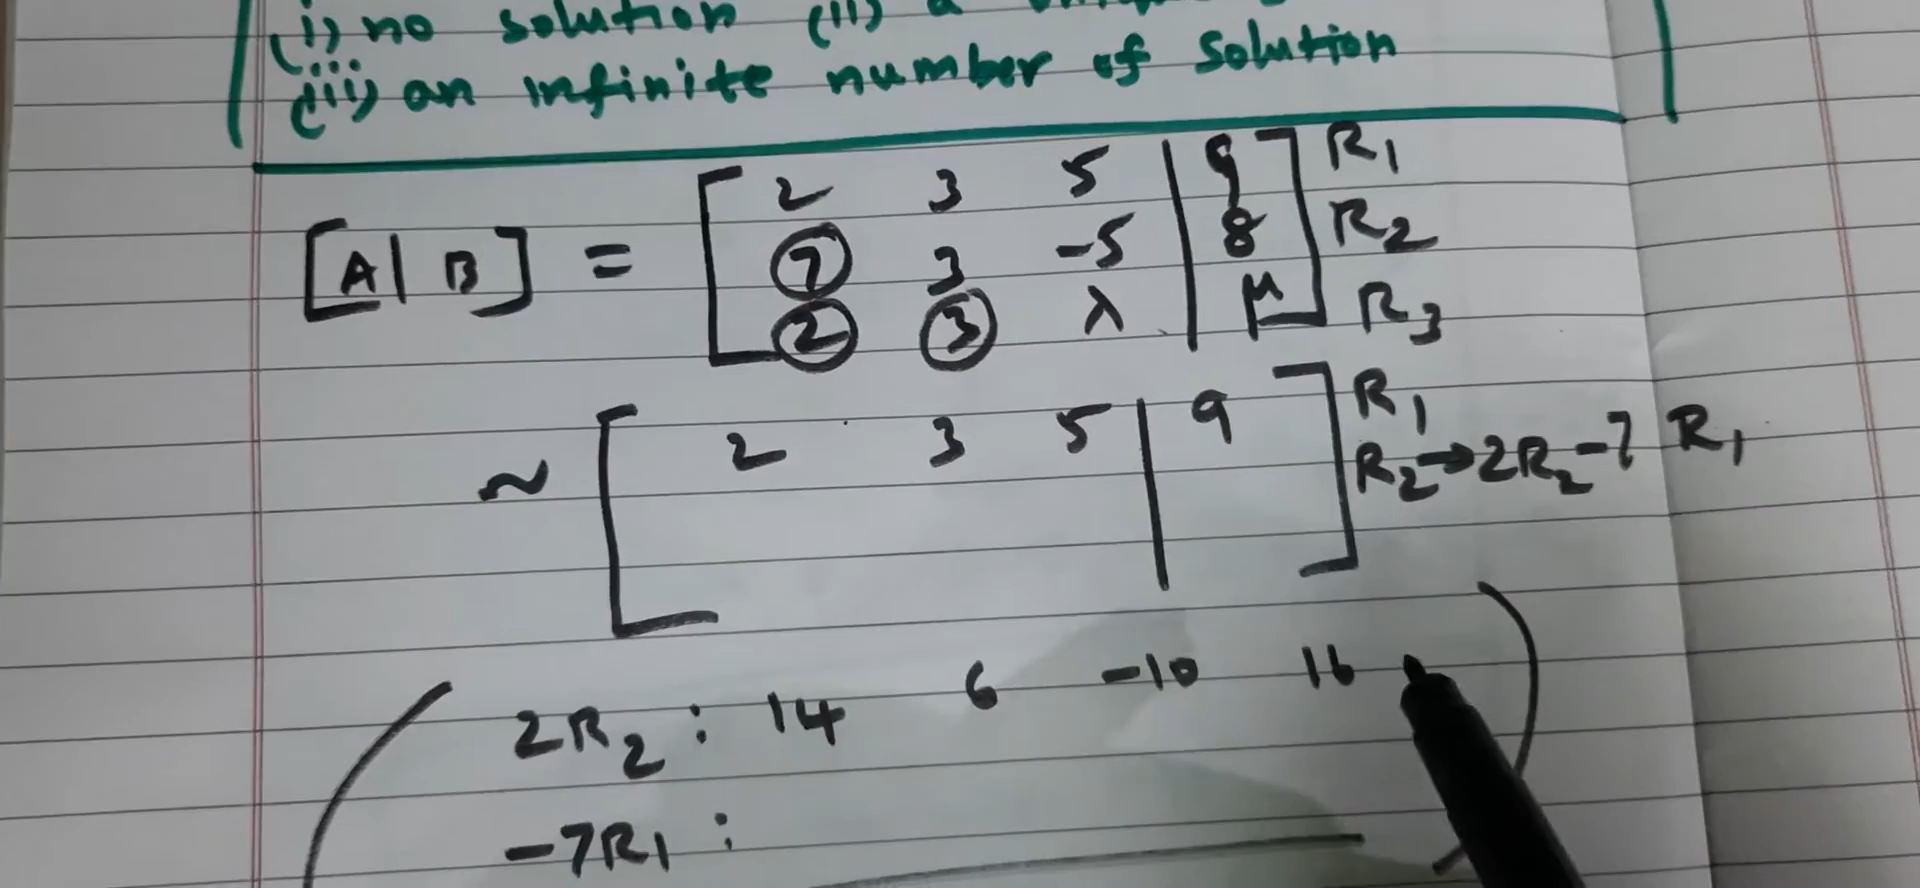 (i) no solution (ii) a
(iii) an infinite number of solution
[A | B] = [ 2 3 5 | 9 ] R1
7 3 -5 | 8 R2
2 3 λ | μ R3
~ [ 2 3 5 | 9 ] R1
R2→2R2-7 R1
2R2 : 14 6 -10 16
-7R1 :